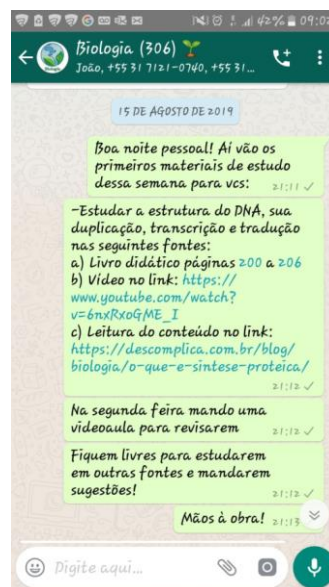 42% 09:02
Biologia (306)
João, +55 31 7121-0740, +55 31...
15 DE AGOSTO DE 2019
Boa noite pessoal! Aí vão os
primeiros materiais de estudo
dessa semana para vcs:
21:11
-Estudar a estrutura do DNA, sua
duplicação, transcrição e tradução
nas seguintes fontes:
a) Livro didático páginas 200 a 206
b) Vídeo no link: https://
www.youtube.com/watch?
v=6nxRxoGME_I
c) Leitura do conteúdo no link:
https://descomplica.com.br/blog/
biologia/o-que-e-sintese-proteica/
21:12
Na segunda feira mando uma
videoaula para revisarem 21:12
Fiquem livres para estudarem
em outras fontes e mandarem
sugestões! 21:12
Mãos à obra! 21:13
Digite aqui...